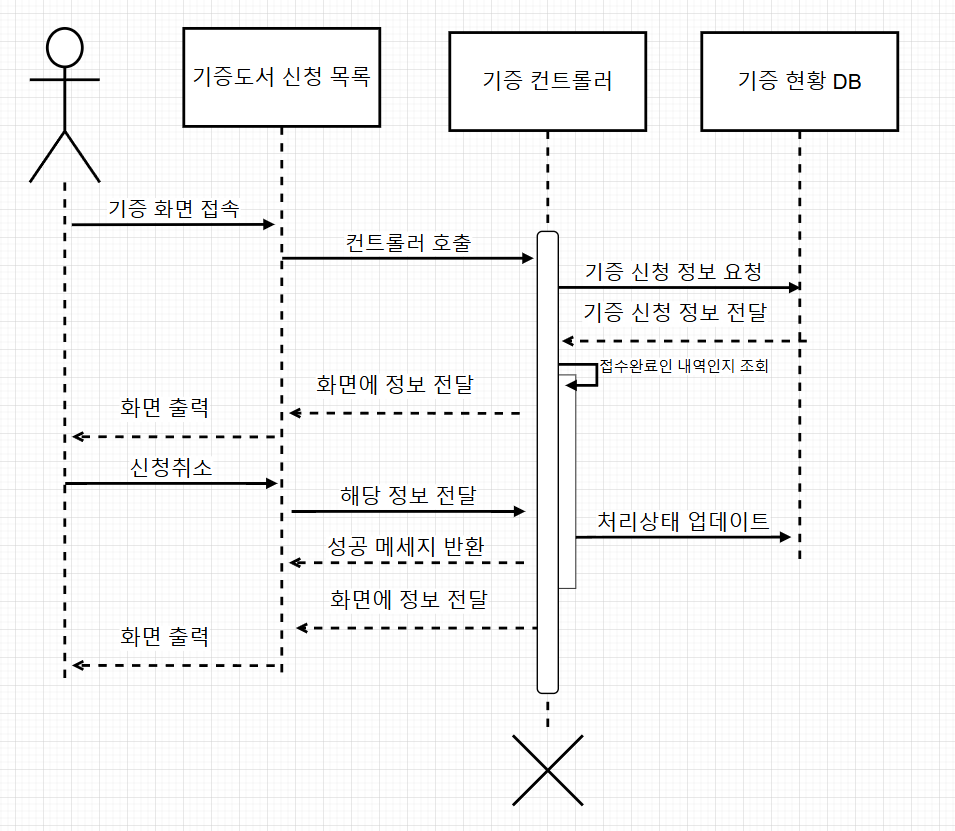 기증도서 신청 목록
기증 컨트롤러
기증 현황 DB
기증 화면 접속
컨트롤러 호출
기증 신청 정보 요청
기증 신청 정보 전달
접수완료인 내역인지 조회
화면에 정보 전달
화면 출력
신청취소
해당 정보 전달
처리상태 업데이트
성공 메세지 반환
화면에 정보 전달
화면 출력